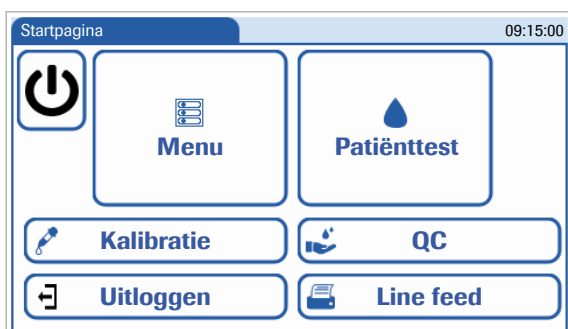 Startpagina 09:15:00
Menu Patiënttest
Kalibratie QC
Uitloggen Line feed